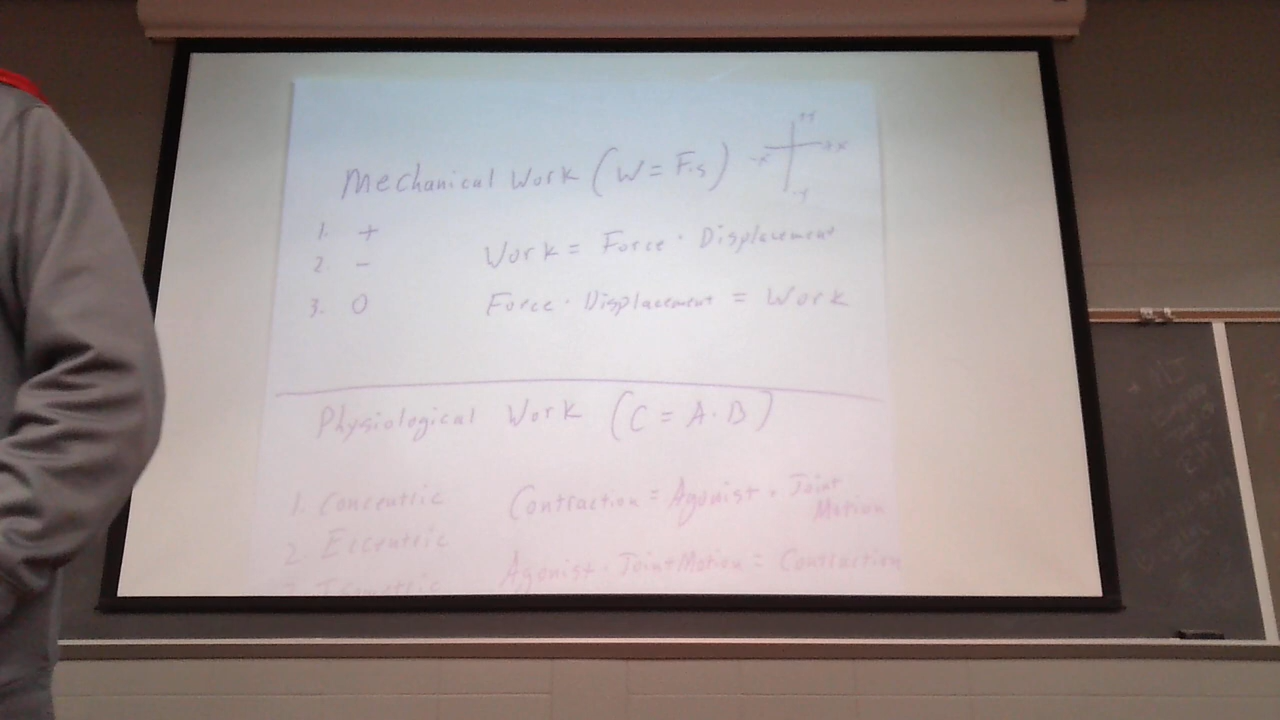 Mechanical Work (W = F·s)
+x
-x
-y
1. +
2. -
3. 0
Work = Force · Displacement
Force · Displacement = Work
Physiological Work (C = A·B)
1. Concentric
2. Eccentric
Isometric
Contraction = Agonist · Joint Motion
Agonist · Joint Motion = Contraction